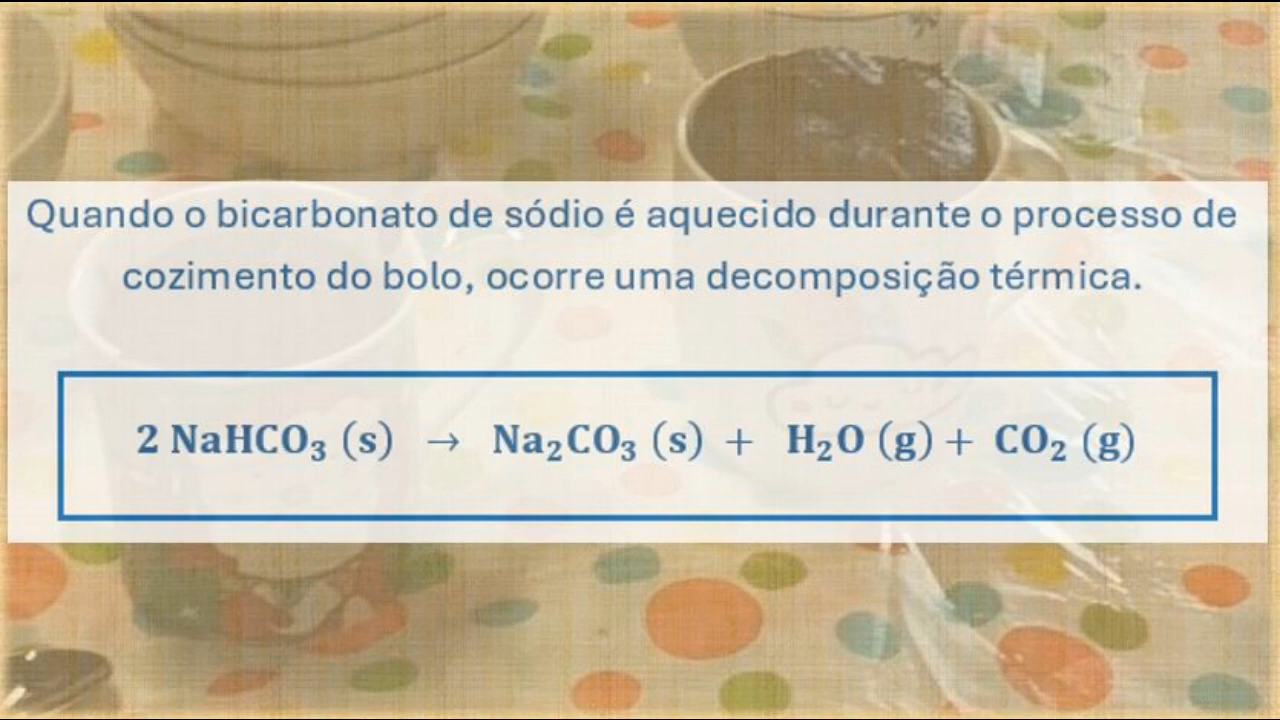 Quando o bicarbonato de sódio é aquecido durante o processo de
cozimento do bolo, ocorre uma decomposição térmica.
2 NaHCO₃ (s) → Na₂CO₃ (s) + H₂O (g) + CO₂ (g)